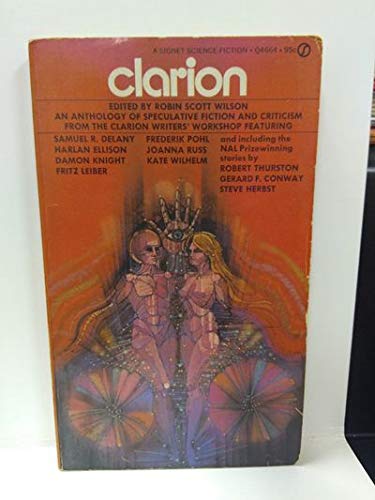 A SIGNET SCIENCE FICTION • Q4664 • 95c
clarion
EDITED BY ROBIN SCOTT WILSON
AN ANTHOLOGY OF SPECULATIVE FICTION AND CRITICISM
FROM THE CLARION WRITERS' WORKSHOP FEATURING
SAMUEL R. DELANY
HARLAN ELLISON
DAMON KNIGHT
FRITZ LEIBER
FREDERIK POHL
JOANNA RUSS
KATE WILHELM
and including the
NAL Prizewinning
stories by
ROBERT THURSTON
GERARD F. CONWAY
STEVE HERBST